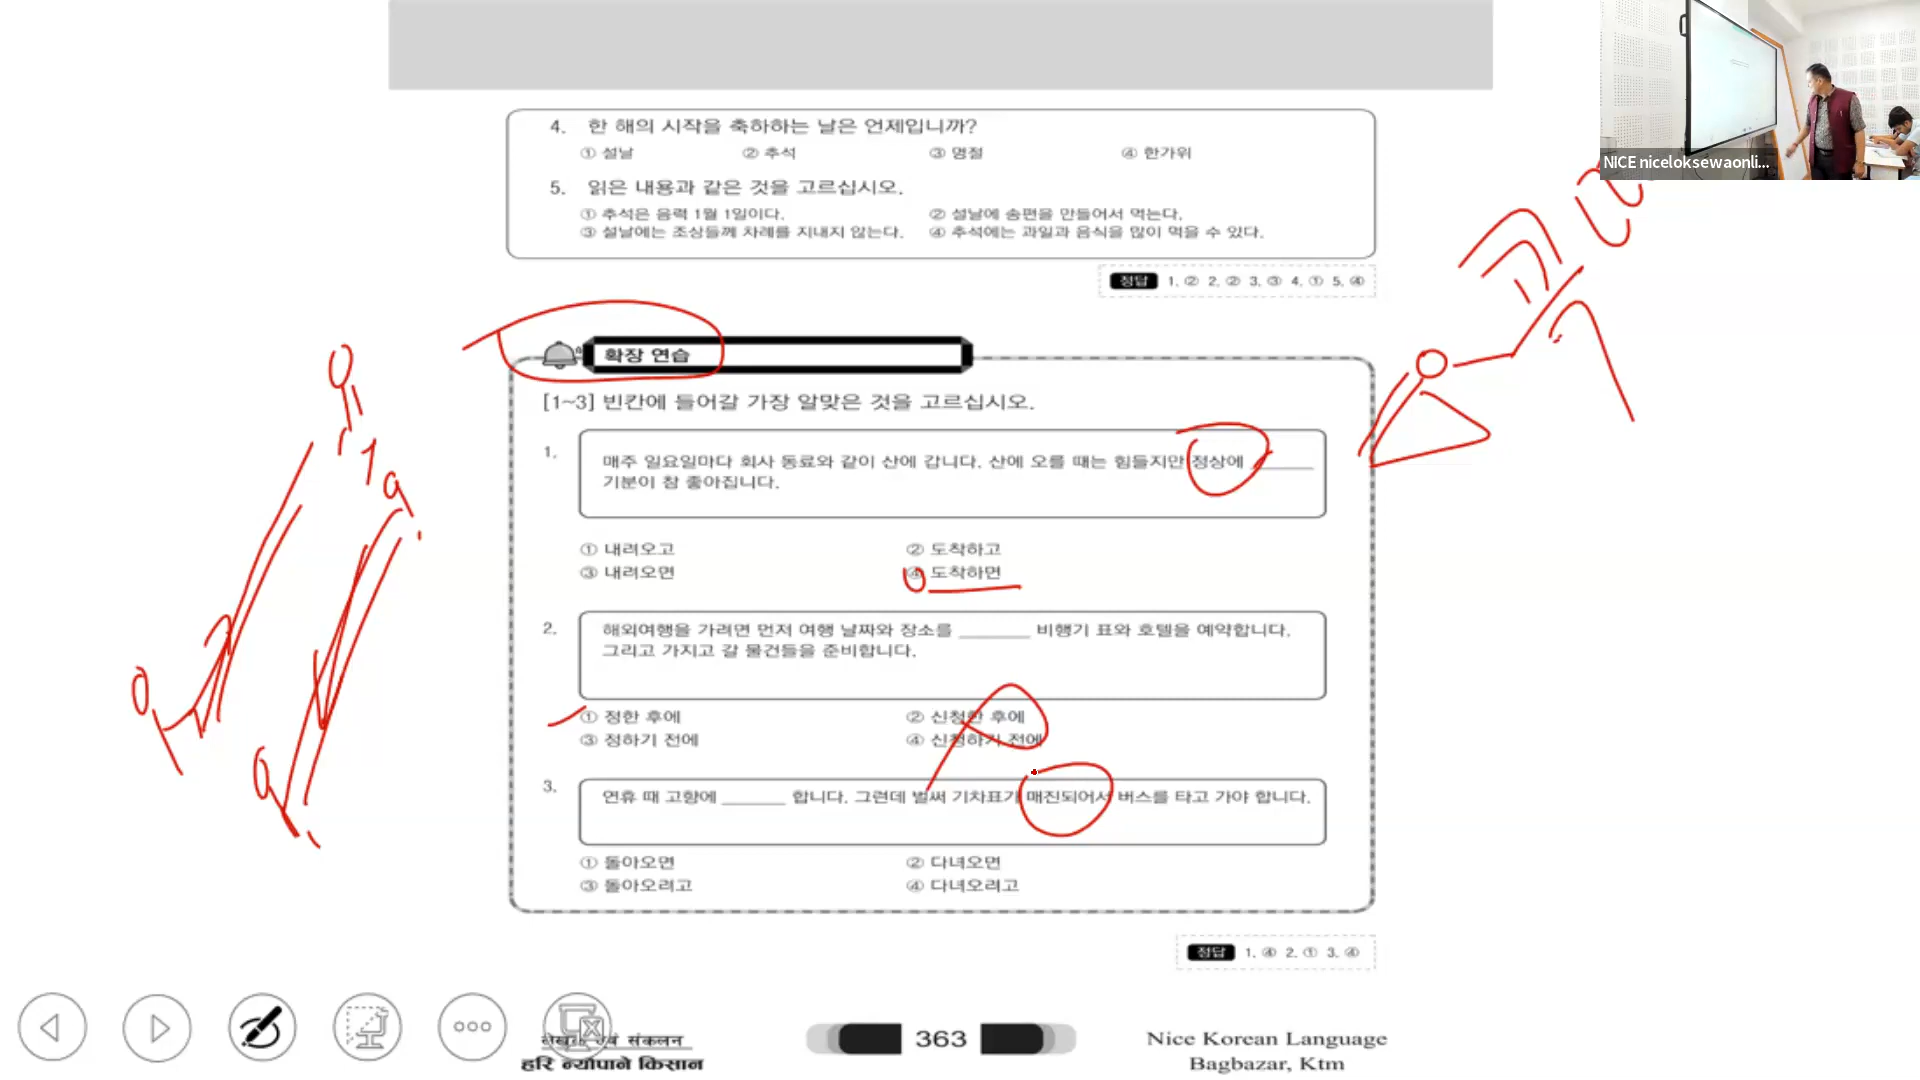 4. 한 해의 시작을 축하하는 날은 언제입니까?
① 설날 ② 추석 ③ 명절 ④ 한가위
5. 읽은 내용과 같은 것을 고르십시오.
① 추석은 음력 1월 1일이다. ② 설날에 송편을 만들어서 먹는다.
③ 설날에는 조상들께 차례를 지내지 않는다. ④ 추석에는 과일과 음식을 많이 먹을 수 있다.
정답 1. ② 2. ② 3. ③ 4. ① 5. ④
확장 연습
[1~3] 빈칸에 들어갈 가장 알맞은 것을 고르십시오.
1. 매주 일요일마다 회사 동료와 같이 산에 갑니다. 산에 오를 때는 힘들지만 정상에 ______
기분이 참 좋아집니다.
① 내려오고 ② 도착하고
③ 내려오면 ④ 도착하면
2. 해외여행을 가려면 먼저 여행 날짜와 장소를 ______ 비행기 표와 호텔을 예약합니다.
그리고 가지고 갈 물건들을 준비합니다.
① 정한 후에 ② 신청한 후에
③ 정하기 전에 ④ 신청하기 전에
3. 연휴 때 고향에 ______ 합니다. 그런데 벌써 기차표가 매진되어서 버스를 타고 가야 합니다.
① 돌아오면 ② 다녀오면
③ 돌아오려고 ④ 다녀오려고
정답 1. ④ 2. ① 3. ④
लेखक एवं संकलन
हरि न्यौपाने किसान
363
Nice Korean Language
Bagbazar, Ktm
NICE niceloksewaonli...